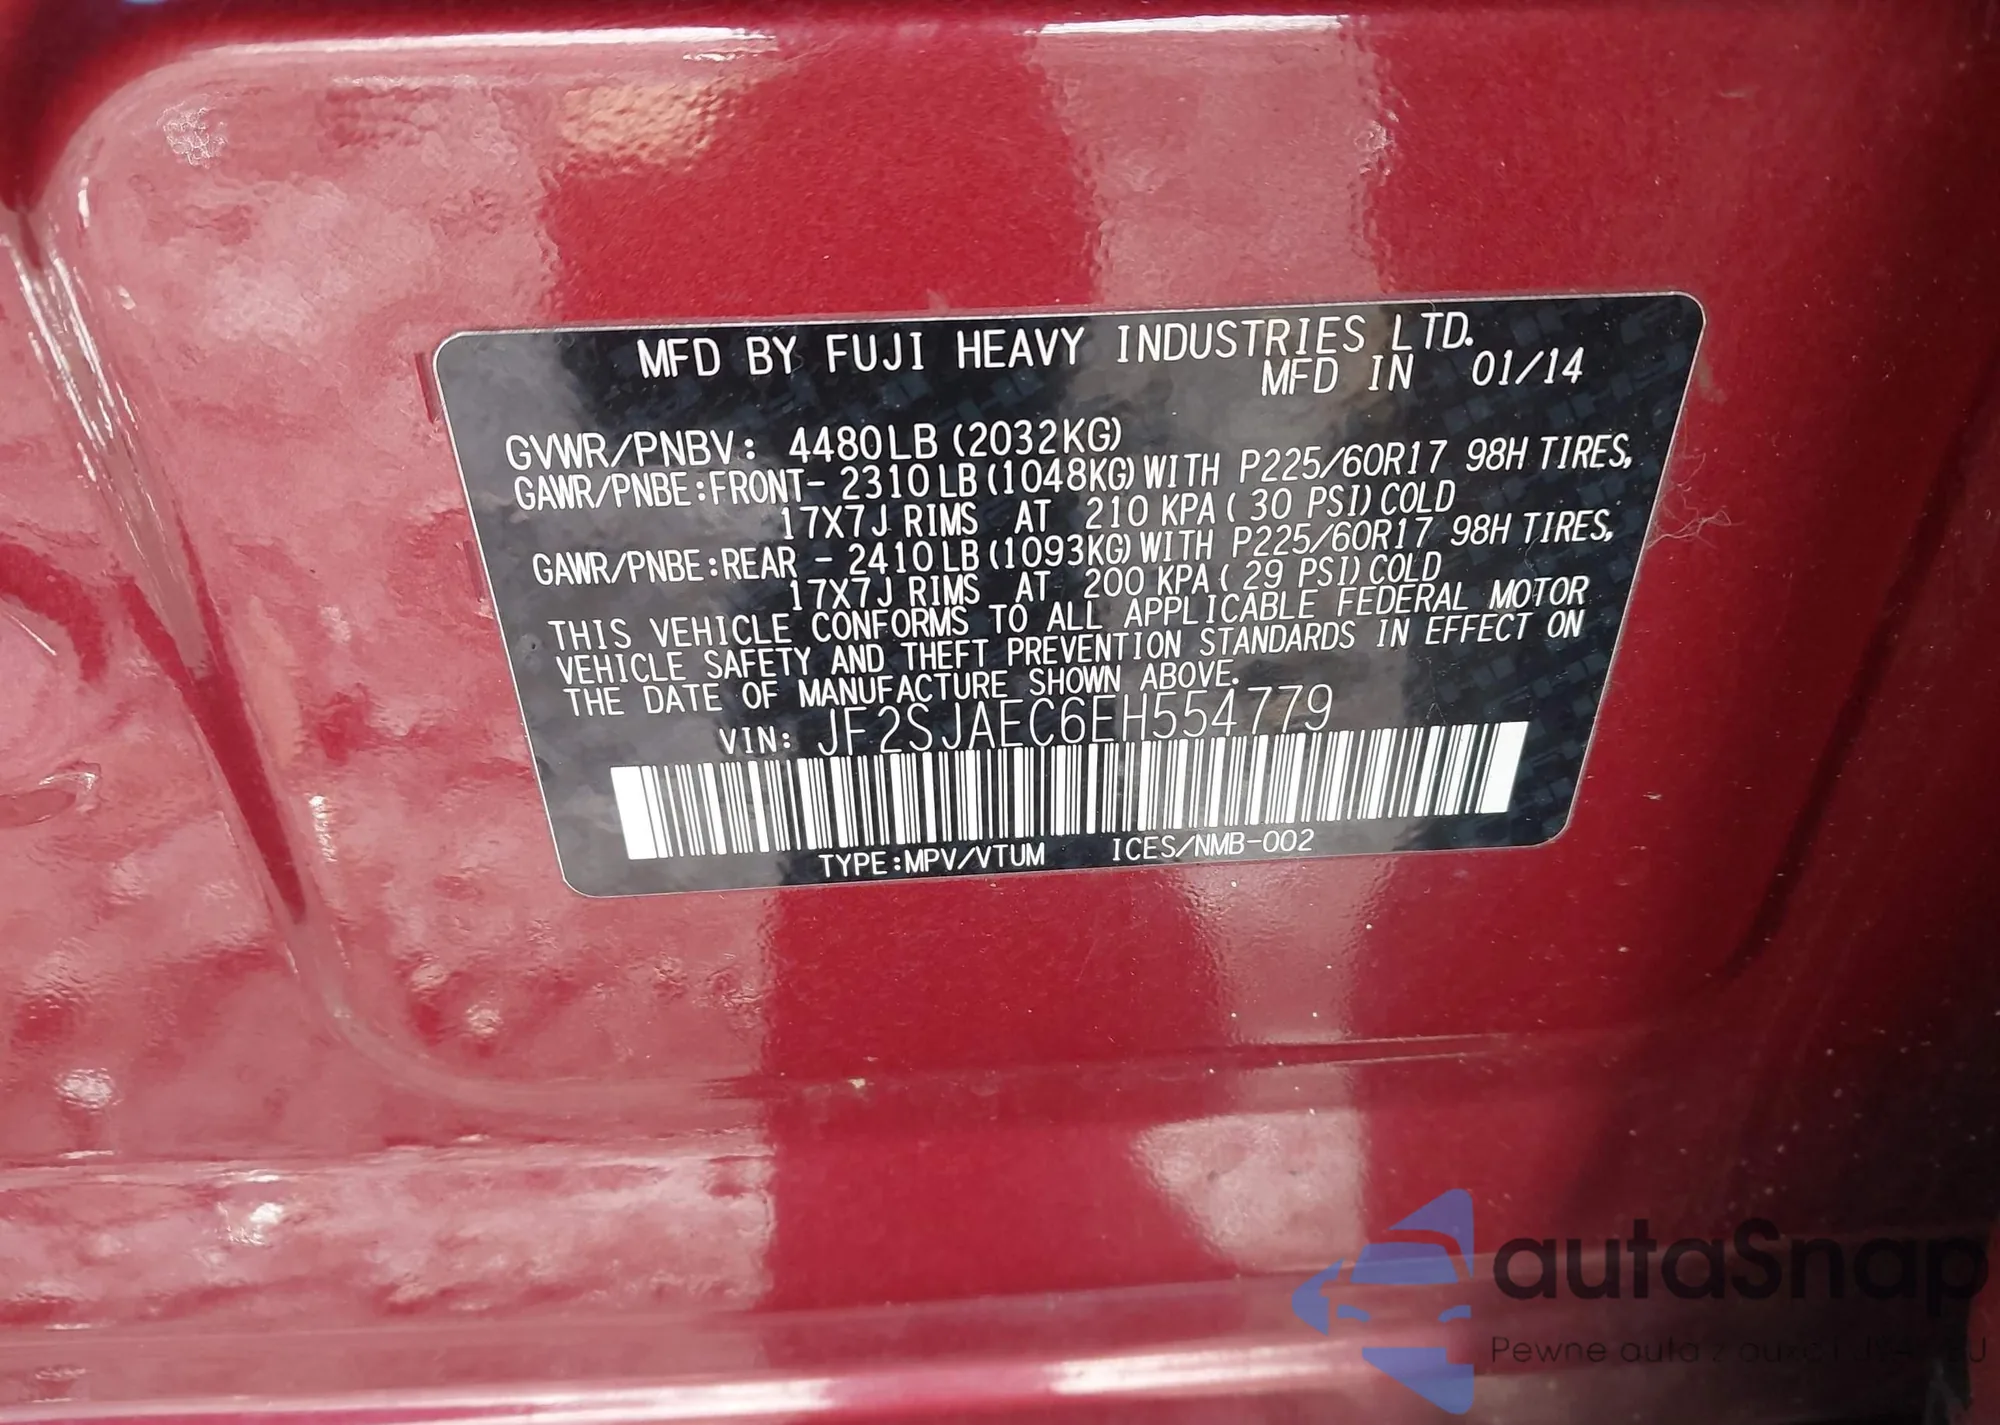 MFD BY FUJI HEAVY INDUSTRIES LTD.
MFD IN 01/14
GVWR/PNBV: 4480LB (2032KG)
GAWR/PNBE:FRONT- 2310LB (1048KG) WITH P225/60R17 98H TIRES,
17X7J RIMS AT 210 KPA ( 30 PSI) COLD
GAWR/PNBE:REAR - 2410LB (1093KG) WITH P225/60R17 98H TIRES,
17X7J RIMS AT 200 KPA ( 29 PSI) COLD
THIS VEHICLE CONFORMS TO ALL APPLICABLE FEDERAL MOTOR
VEHICLE SAFETY AND THEFT PREVENTION STANDARDS IN EFFECT ON
THE DATE OF MANUFACTURE SHOWN ABOVE.
VIN: JF2SJAEC6EH554779
TYPE:MPV/VTUM ICES/NMB-002
autaSnap
Pewne auta z